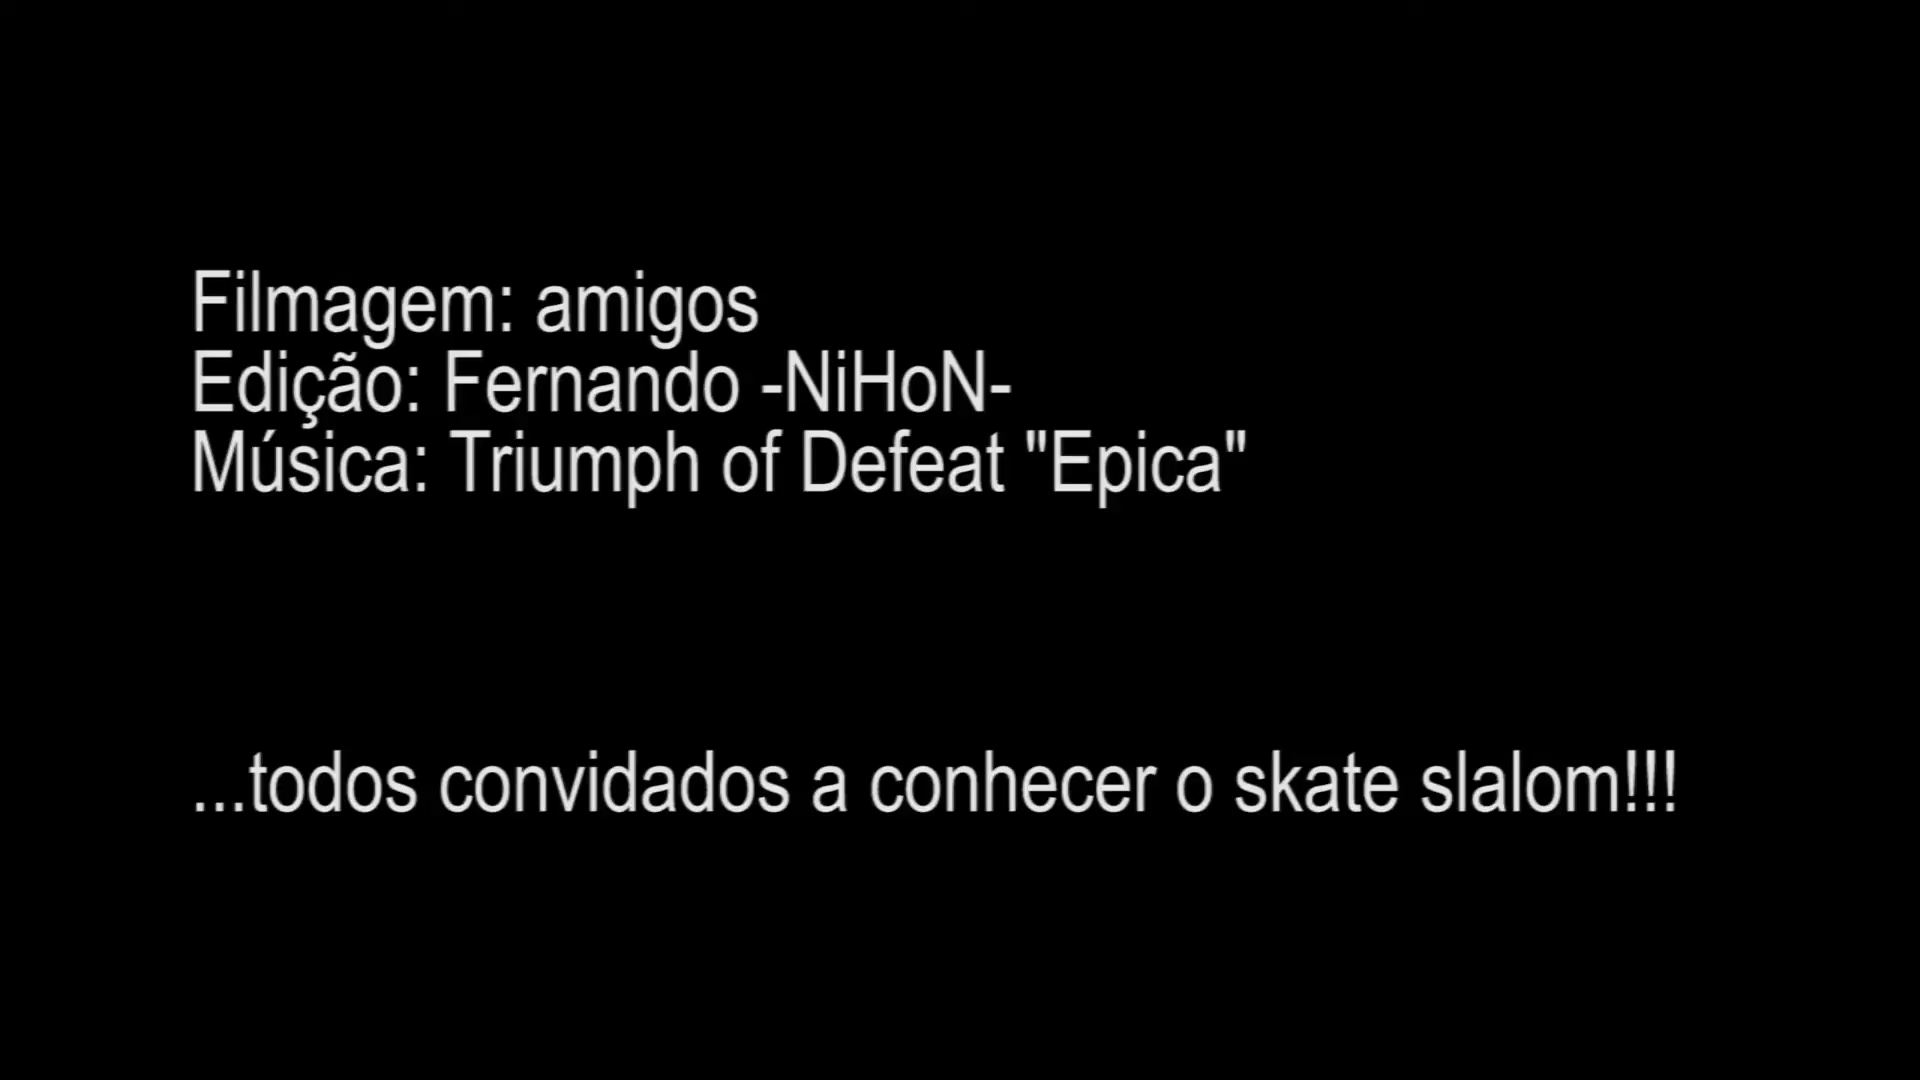 Filmagem: amigos
Edição: Fernando -NiHoN-
Música: Triumph of Defeat "Epica"
...todos convidados a conhecer o skate slalom!!!